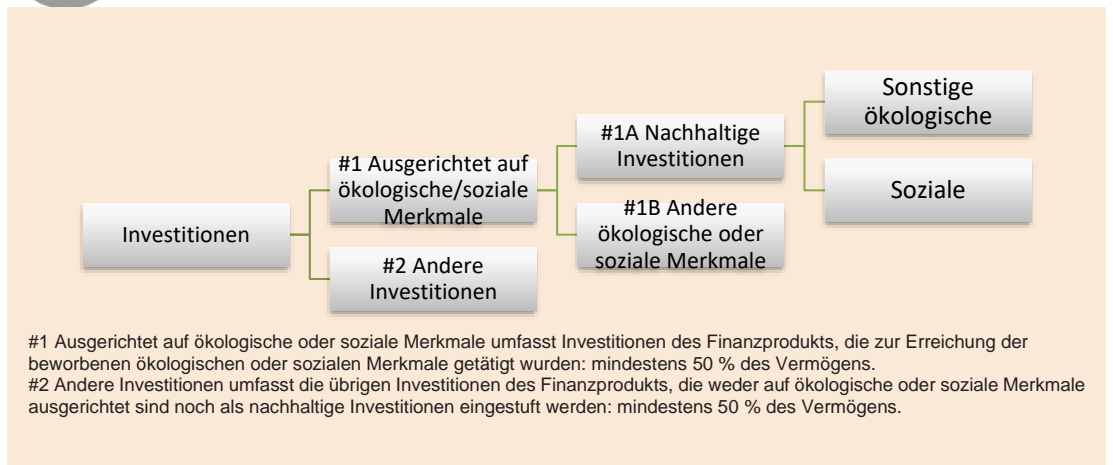 Investitionen
#1 Ausgerichtet auf
ökologische/soziale
Merkmale
#2 Andere
Investitionen
#1A Nachhaltige
Investitionen
#1B Andere
ökologische oder
soziale Merkmale
Sonstige
ökologische
Soziale
#1 Ausgerichtet auf ökologische oder soziale Merkmale umfasst Investitionen des Finanzprodukts, die zur Erreichung der
beworbenen ökologischen oder sozialen Merkmale getätigt wurden: mindestens 50 % des Vermögens.
#2 Andere Investitionen umfasst die übrigen Investitionen des Finanzprodukts, die weder auf ökologische oder soziale Merkmale
ausgerichtet sind noch als nachhaltige Investitionen eingestuft werden: mindestens 50 % des Vermögens.